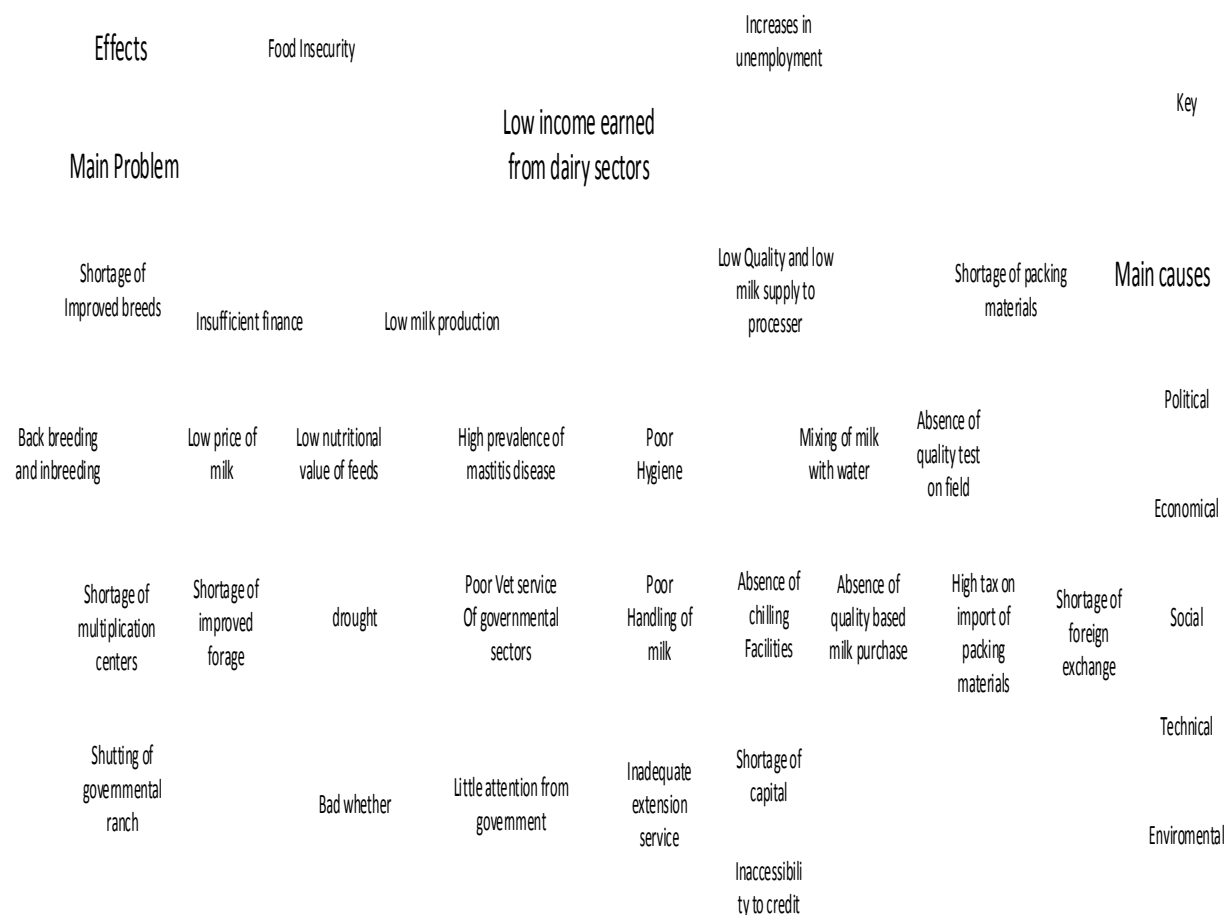 Effects
Food Insecurity
Increases in
unemployment
Key
Main Problem
Low income earned
from dairy sectors
Shortage of
Improved breeds
Insufficient finance
Low milk production
Low Quality and low
milk supply to
processer
Shortage of packing
materials
Main causes
Political
Back breeding
and inbreeding
Low price of
milk
Low nutritional
value of feeds
High prevalence of
mastitis disease
Poor
Hygiene
Mixing of milk
with water
Absence of
quality test
on field
Economical
Shortage of
multiplication
centers
Shortage of
improved
forage
drought
Poor Vet service
Of governmental
sectors
Poor
Handling of
milk
Absence of
chilling
Facilities
Absence of
quality based
milk purchase
High tax on
import of
packing
materials
Shortage of
foreign
exchange
Social
Technical
Shutting of
governmental
ranch
Bad whether
Little attention from
government
Inadequate
extension
service
Shortage of
capital
Enviromental
Inaccessibili
ty to credit